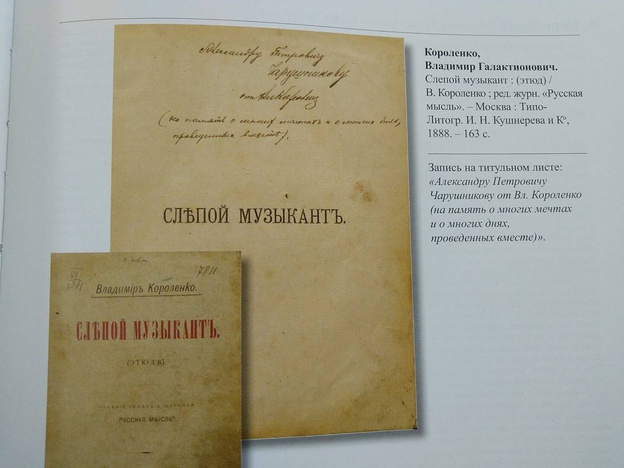 Александру Петровичу
Чарушникову
от Вл. Короленко
(на память о многих мечтах и о многих днях,
проведенных вместе).
СЛѢПОЙ МУЗЫКАНТЪ.
7811
Владиміръ Короленко.
СЛѢПОЙ МУЗЫКАНТЪ.
(ЭТЮДЪ)
"РУССКАЯ МЫСЛЬ"
Короленко,
Владимир Галактионович.
Слепой музыкант : (этюд) /
В. Короленко ; ред. журн. «Русская
мысль». – Москва : Типо-
Литогр. И. Н. Кушнерева и Кº,
1888. – 163 с.
Запись на титульном листе:
«Александру Петровичу
Чарушникову от Вл. Короленко
(на память о многих мечтах
и о многих днях,
проведенных вместе)».